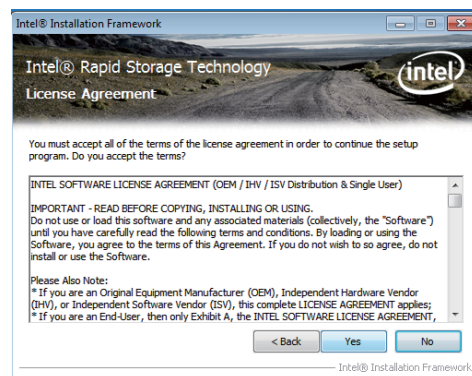 Intel® Installation Framework
Intel® Rapid Storage Technology
License Agreement
intel
You must accept all of the terms of the license agreement in order to continue the setup
program. Do you accept the terms?
INTEL SOFTWARE LICENSE AGREEMENT (OEM / IHV / ISV Distribution & Single User)
IMPORTANT - READ BEFORE COPYING, INSTALLING OR USING.
Do not use or load this software and any associated materials (collectively, the "Software")
until you have carefully read the following terms and conditions. By loading or using the
Software, you agree to the terms of this Agreement. If you do not wish to so agree, do not
install or use the Software.
Please Also Note:
* If you are an Original Equipment Manufacturer (OEM), Independent Hardware Vendor
(IHV), or Independent Software Vendor (ISV), this complete LICENSE AGREEMENT applies;
* If you are an End-User, then only Exhibit A, the INTEL SOFTWARE LICENSE AGREEMENT,
< Back Yes No
Intel® Installation Framework